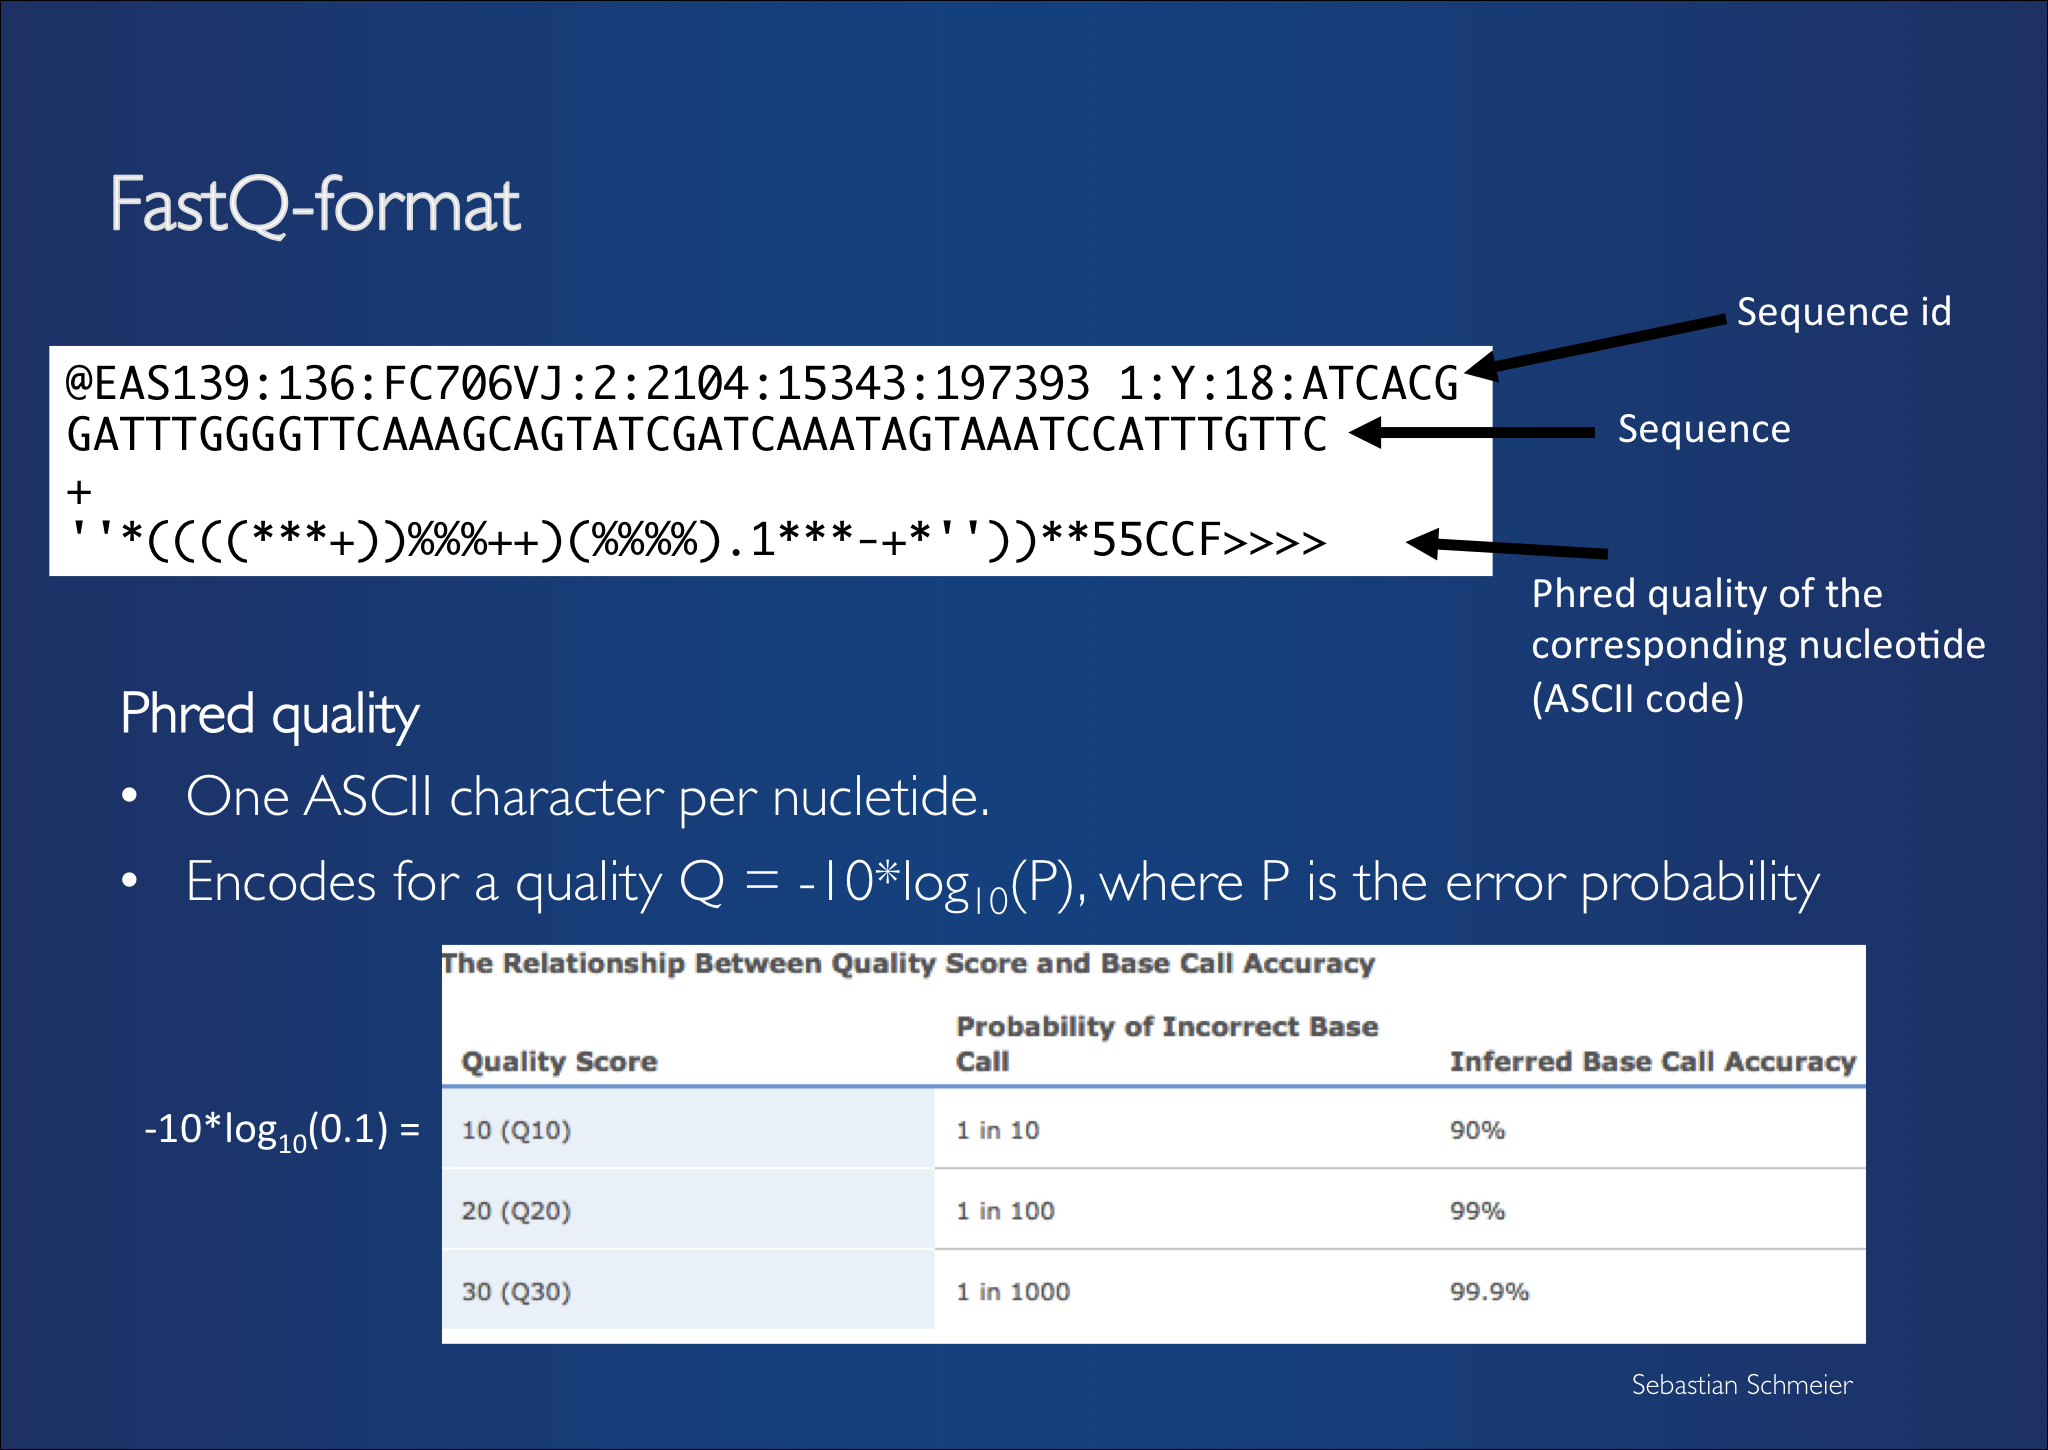 FastQ-format
Sequence id
@EAS139:136:FC706VJ:2:2104:15343:197393 1:Y:18:ATCACG
GATTTGGGGTTCAAAGCAGTATCGATCAAATAGTAAATCCATTTGTTC
Sequence
+
''*((((***+))%%%++)(%%%%).1***-+*''))**55CCF>>>>
Phred quality of the
corresponding nucleotide
(ASCII code)
Phred quality
• One ASCII character per nucletide.
• Encodes for a quality Q = -10*log10(P), where P is the error probability
The Relationship Between Quality Score and Base Call Accuracy
Quality Score Probability of Incorrect Base Call Inferred Base Call Accuracy
-10*log10(0.1) = 10 (Q10) 1 in 10 90%
20 (Q20) 1 in 100 99%
30 (Q30) 1 in 1000 99.9%
Sebastian Schmeier